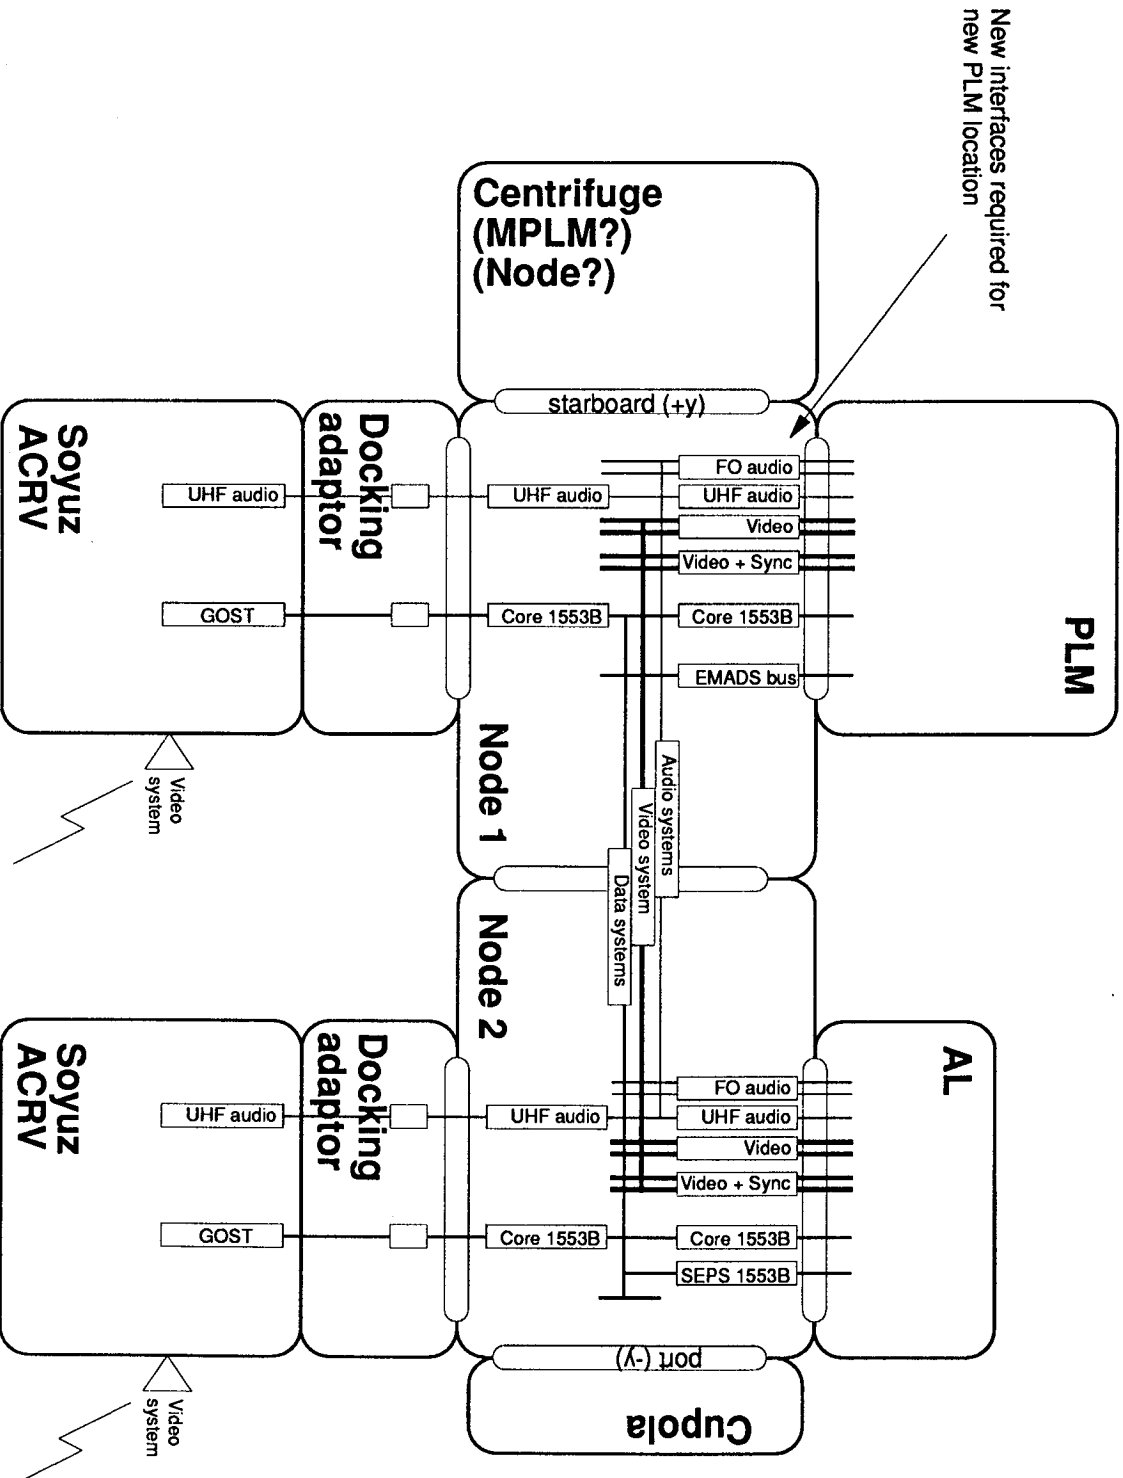 New interfaces required for
new PLM location
Centrifuge
(MPLM?)
(Node?)
starboard (+y)
PLM
FO audio
UHF audio
Video
Video + Sync
Core 1553B
EMADS bus
UHF audio
Core 1553B
Docking
adaptor
Soyuz
ACRV
UHF audio
GOST
Video
system
Node 1
Audio systems
Video system
Data systems
Node 2
AL
FO audio
UHF audio
Video
Video + Sync
Core 1553B
SEPS 1553B
UHF audio
Core 1553B
Docking
adaptor
Soyuz
ACRV
UHF audio
GOST
Video
system
port (-y)
Cupola